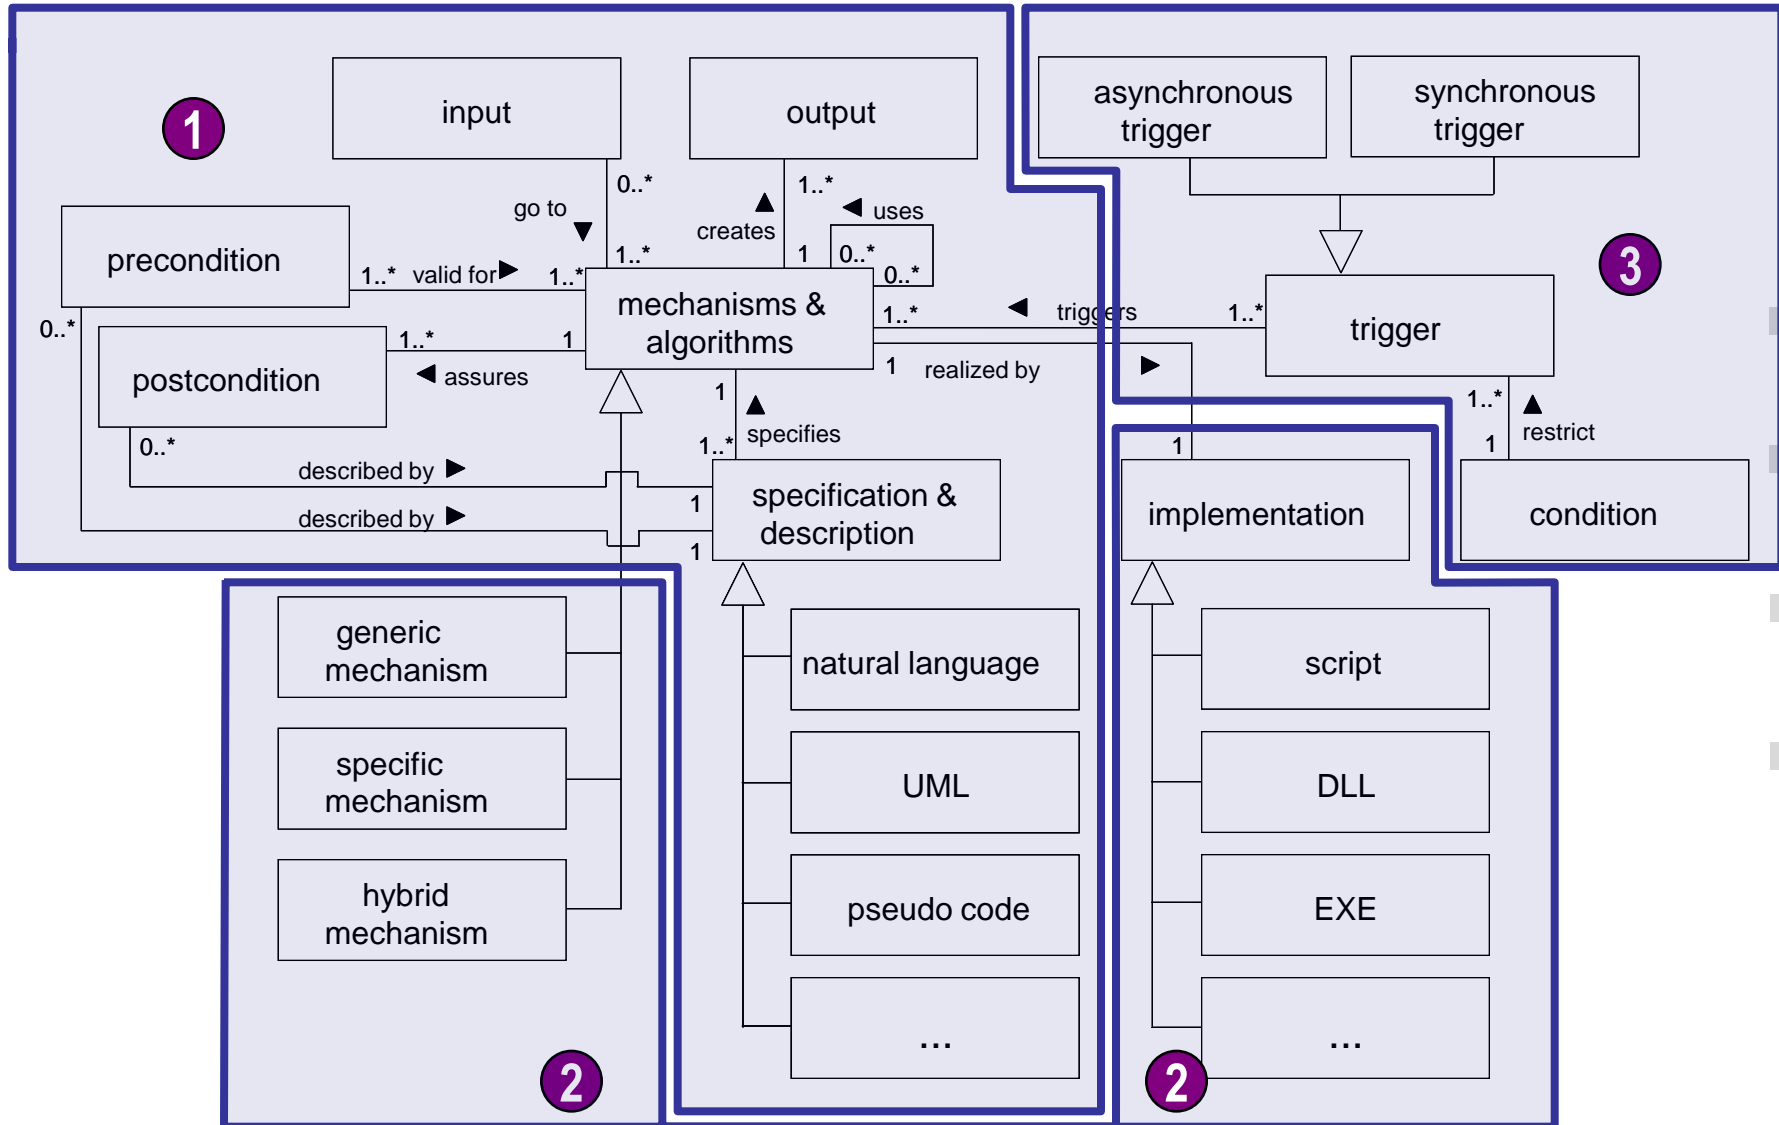 input
output
asynchronous
trigger
synchronous
trigger
1
0..*
1..*
go to
uses
creates
precondition
1..*
1
0..*
0..*
3
1..*
valid for
1..*
mechanisms &
algorithms
1..*
triggers
1..*
trigger
0..*
1..*
1
postcondition
assures
1
realized by
1
1..*
0..*
specifies
1..*
restrict
1
1
described by
1
specification &
description
implementation
condition
described by
1
generic
mechanism
natural language
script
specific
mechanism
UML
DLL
hybrid
mechanism
pseudo code
EXE
...
...
2
2